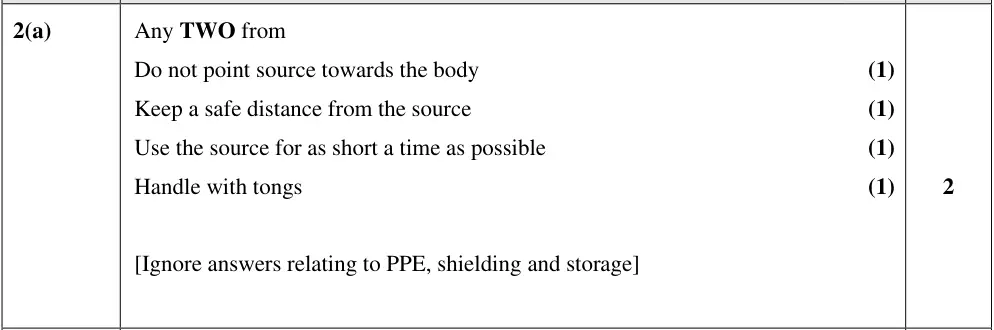 2(a) Any TWO from
Do not point source towards the body (1)
Keep a safe distance from the source (1)
Use the source for as short a time as possible (1)
Handle with tongs (1) 2
[Ignore answers relating to PPE, shielding and storage]